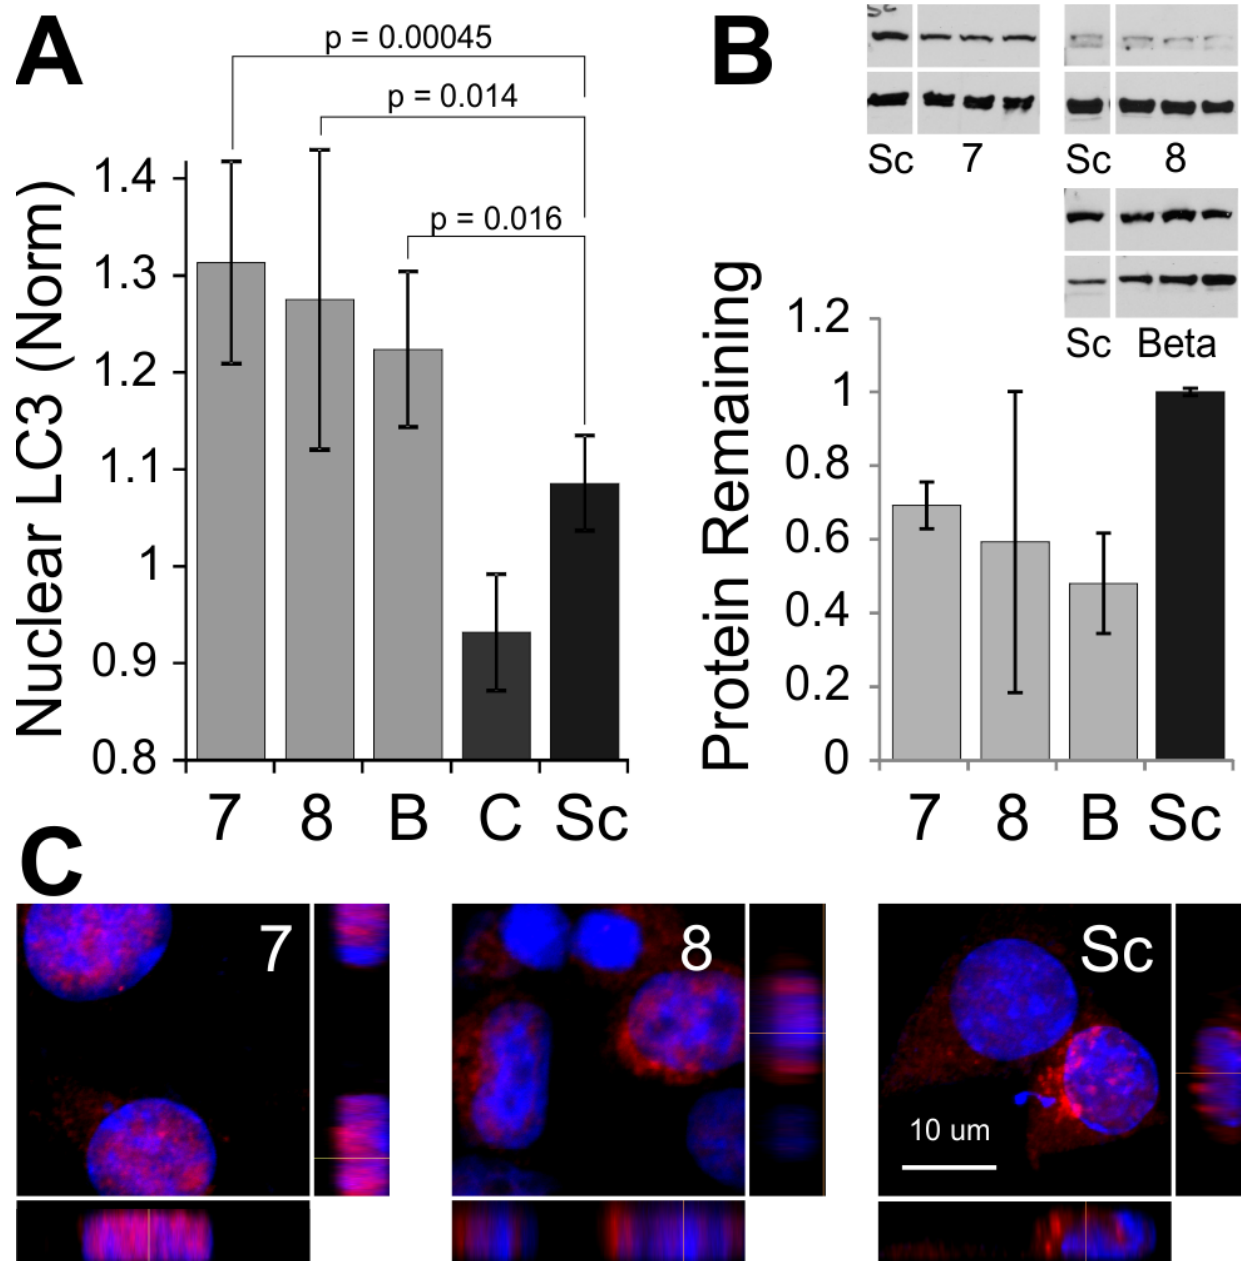 A
p = 0.00045
p = 0.014
p = 0.016
Nuclear LC3 (Norm)
1.4
1.3
1.2
1.1
1
0.9
0.8
7 8 B C Sc
B
Sc 7
Sc 8
Sc Beta
Protein Remaining
1.2
1
0.8
0.6
0.4
0.2
0
7 8 B Sc
C
7
8
Sc
10 um